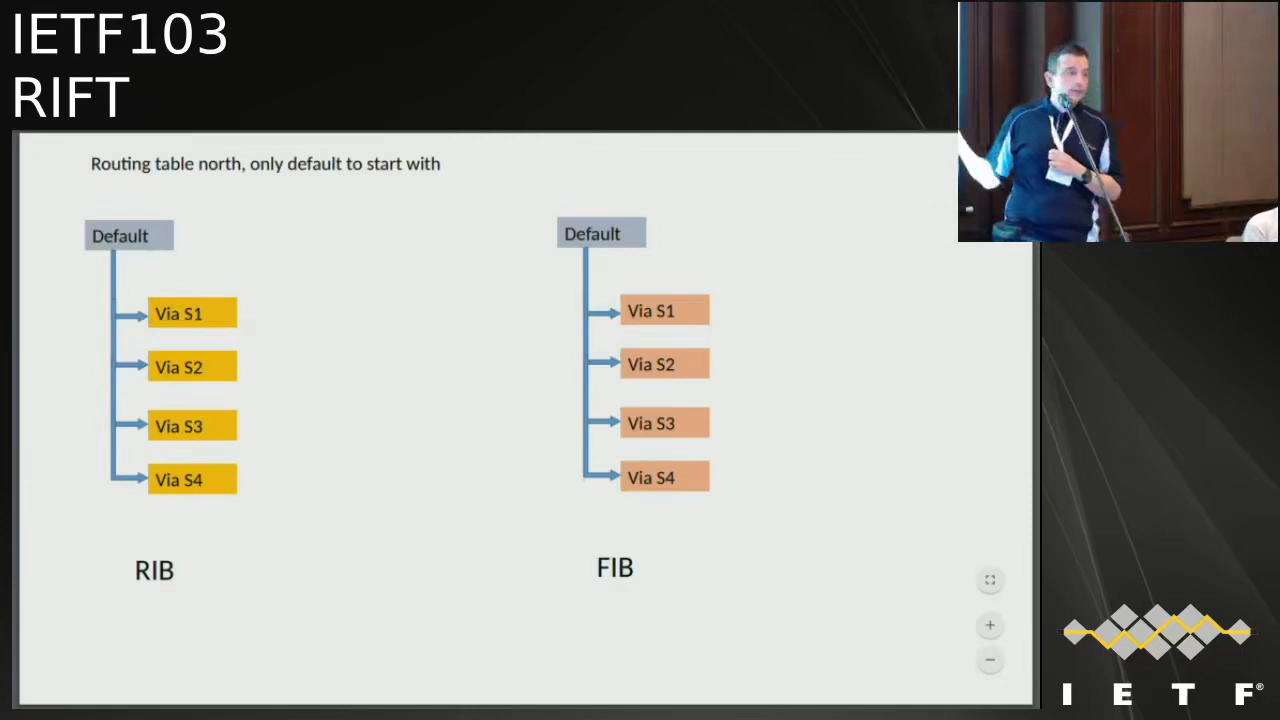 IETF103
RIFT
Routing table north, only default to start with
Default
Via S1
Via S2
Via S3
Via S4
RIB
Default
Via S1
Via S2
Via S3
Via S4
FIB
I E T F®